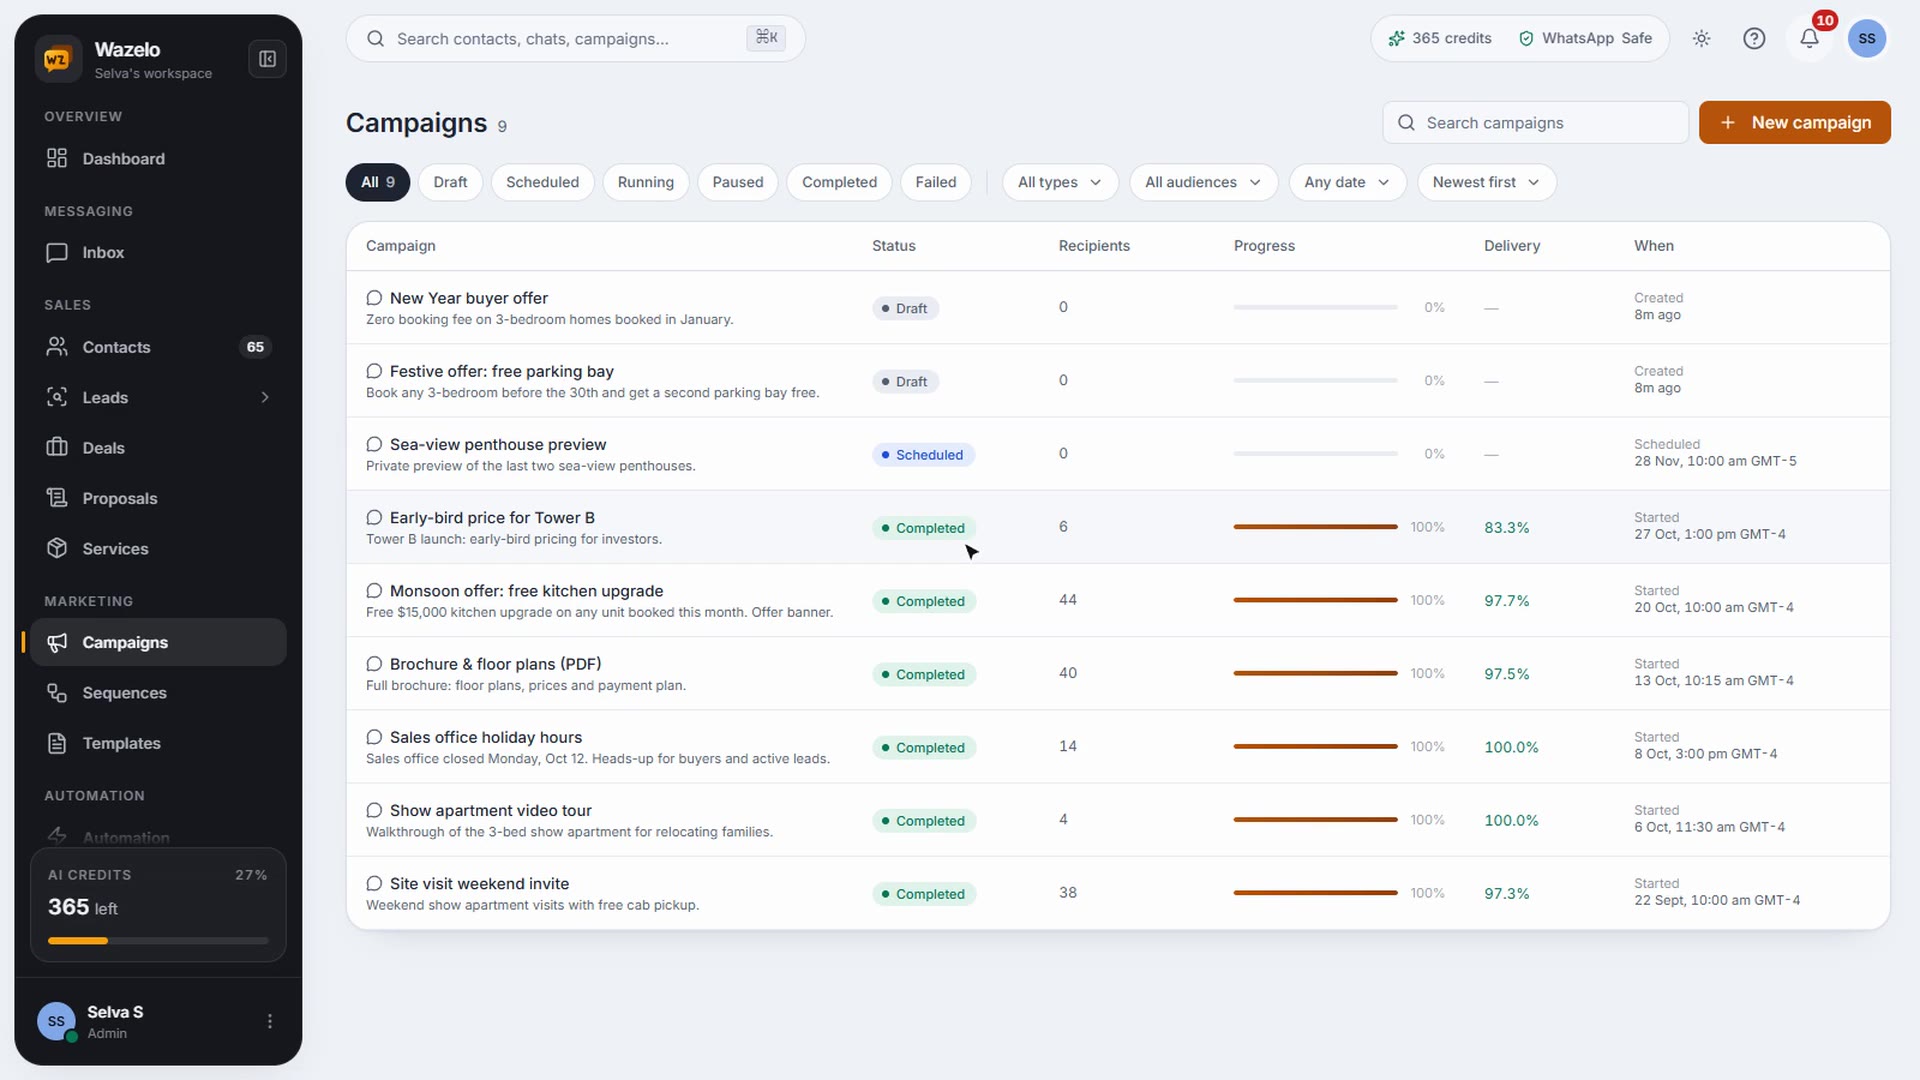 Wazelo
Selva's workspace
OVERVIEW
Dashboard
MESSAGING
Inbox
SALES
Contacts 65
Leads
Deals
Proposals
Services
MARKETING
Campaigns
Sequences
Templates
AUTOMATION
Automation
AI CREDITS 27%
365 left
SS Selva S
Admin
Search contacts, chats, campaigns... ⌘K
365 credits WhatsApp Safe 10 SS
Campaigns 9
Search campaigns + New campaign
All 9 Draft Scheduled Running Paused Completed Failed All types All audiences Any date Newest first
Campaign Status Recipients Progress Delivery When
New Year buyer offer
Zero booking fee on 3-bedroom homes booked in January.
Draft 0 0% —
Created
8m ago
Festive offer: free parking bay
Book any 3-bedroom before the 30th and get a second parking bay free.
Draft 0 0% —
Created
8m ago
Sea-view penthouse preview
Private preview of the last two sea-view penthouses.
Scheduled 0 0% —
Scheduled
28 Nov, 10:00 am GMT-5
Early-bird price for Tower B
Tower B launch: early-bird pricing for investors.
Completed 6 100% 83.3%
Started
27 Oct, 1:00 pm GMT-4
Monsoon offer: free kitchen upgrade
Free $15,000 kitchen upgrade on any unit booked this month. Offer banner.
Completed 44 100% 97.7%
Started
20 Oct, 10:00 am GMT-4
Brochure & floor plans (PDF)
Full brochure: floor plans, prices and payment plan.
Completed 40 100% 97.5%
Started
13 Oct, 10:15 am GMT-4
Sales office holiday hours
Sales office closed Monday, Oct 12. Heads-up for buyers and active leads.
Completed 14 100% 100.0%
Started
8 Oct, 3:00 pm GMT-4
Show apartment video tour
Walkthrough of the 3-bed show apartment for relocating families.
Completed 4 100% 100.0%
Started
6 Oct, 11:30 am GMT-4
Site visit weekend invite
Weekend show apartment visits with free cab pickup.
Completed 38 100% 97.3%
Started
22 Sept, 10:00 am GMT-4